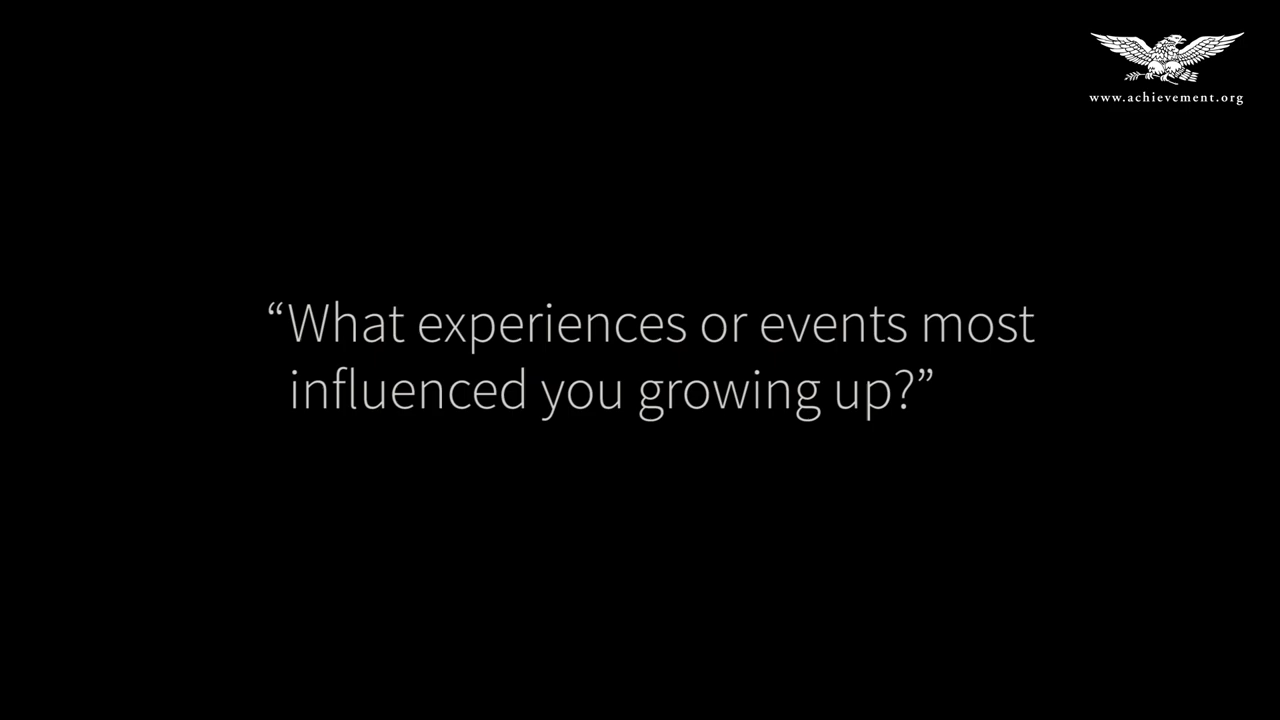 www.achievement.org
“What experiences or events most
influenced you growing up?”